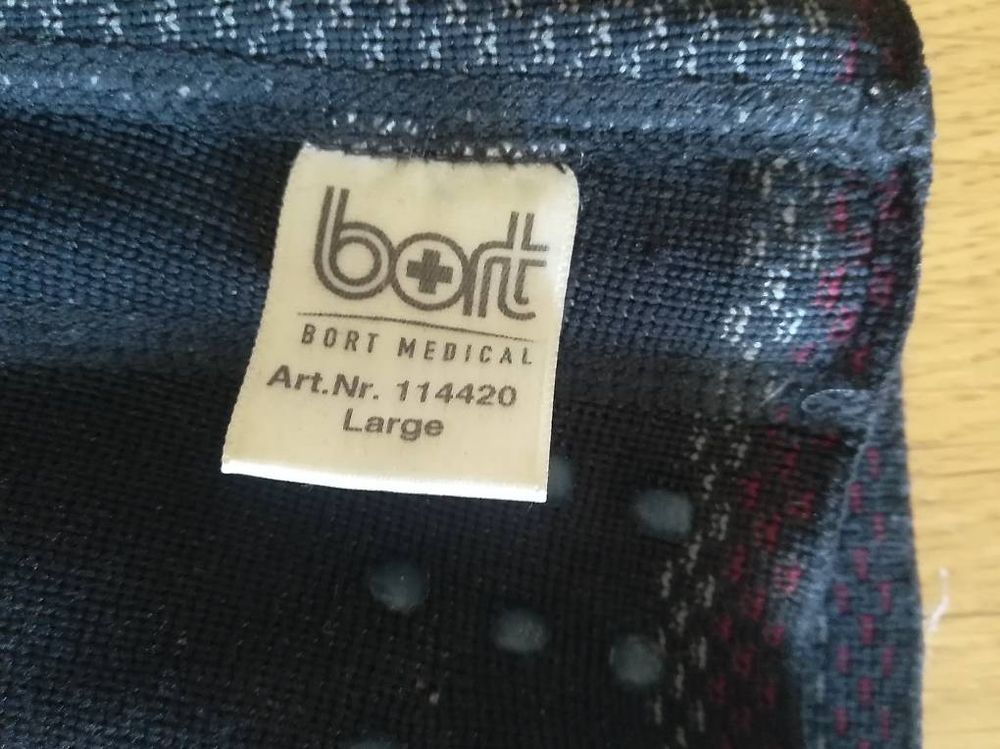 bort
BORT MEDICAL
Art.Nr. 114420
Large